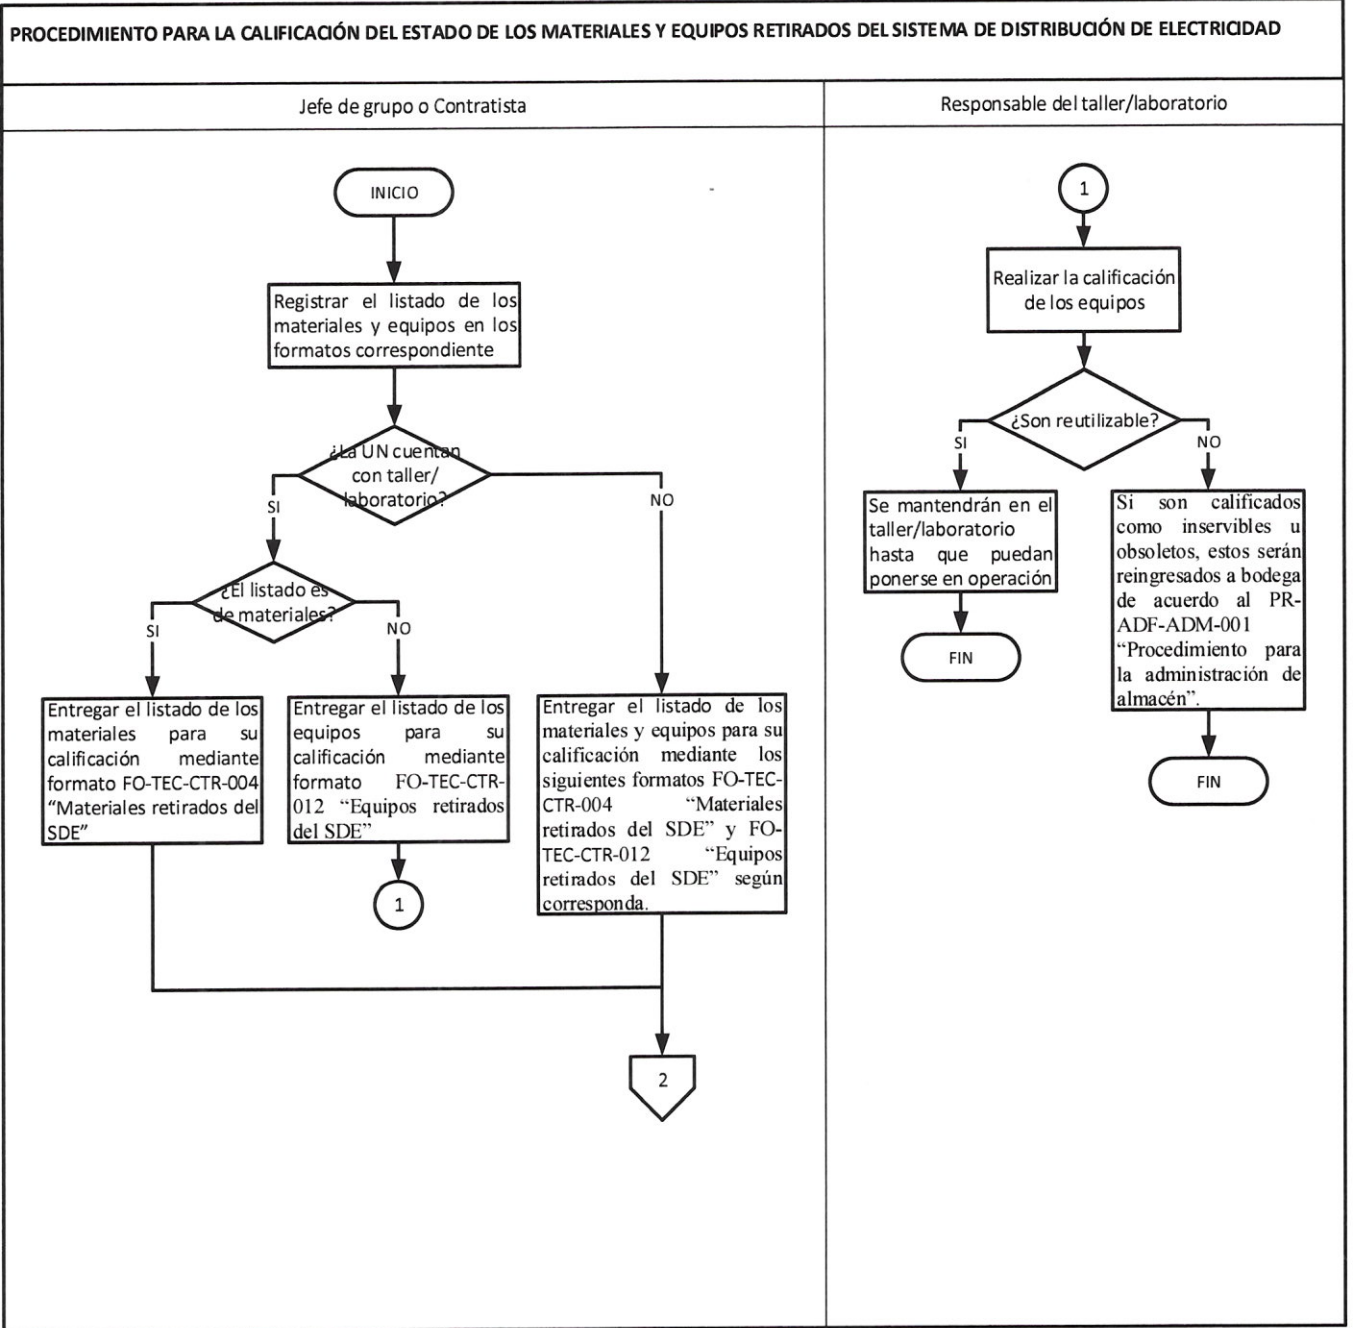 PROCEDIMIENTO PARA LA CALIFICACIÓN DEL ESTADO DE LOS MATERIALES Y EQUIPOS RETIRADOS DEL SISTEMA DE DISTRIBUCIÓN DE ELECTRICIDAD
Jefe de grupo o Contratista
INICIO
Registrar el listado de los
materiales y equipos en los
formatos correspondiente
¿La UN cuentan
con taller/
laboratorio?
SI
NO
¿El listado es
de materiales?
SI
NO
Entregar el listado de los
materiales para su
calificación mediante
formato FO-TEC-CTR-004
“Materiales retirados del
SDE”
Entregar el listado de los
equipos para su
calificación mediante
formato FO-TEC-CTR-
012 “Equipos retirados
del SDE”
1
Entregar el listado de los
materiales y equipos para su
calificación mediante los
siguientes formatos FO-TEC-
CTR-004 “Materiales
retirados del SDE” y FO-
TEC-CTR-012 “Equipos
retirados del SDE” según
corresponda.
2
Responsable del taller/laboratorio
1
Realizar la calificación
de los equipos
¿Son reutilizable?
SI
NO
Se mantendrán en el
taller/laboratorio
hasta que puedan
ponerse en operación
FIN
Si son calificados
como inservibles u
obsoletos, estos serán
reingresados a bodega
de acuerdo al PR-
ADF-ADM-001
“Procedimiento para
la administración de
almacén”.
FIN